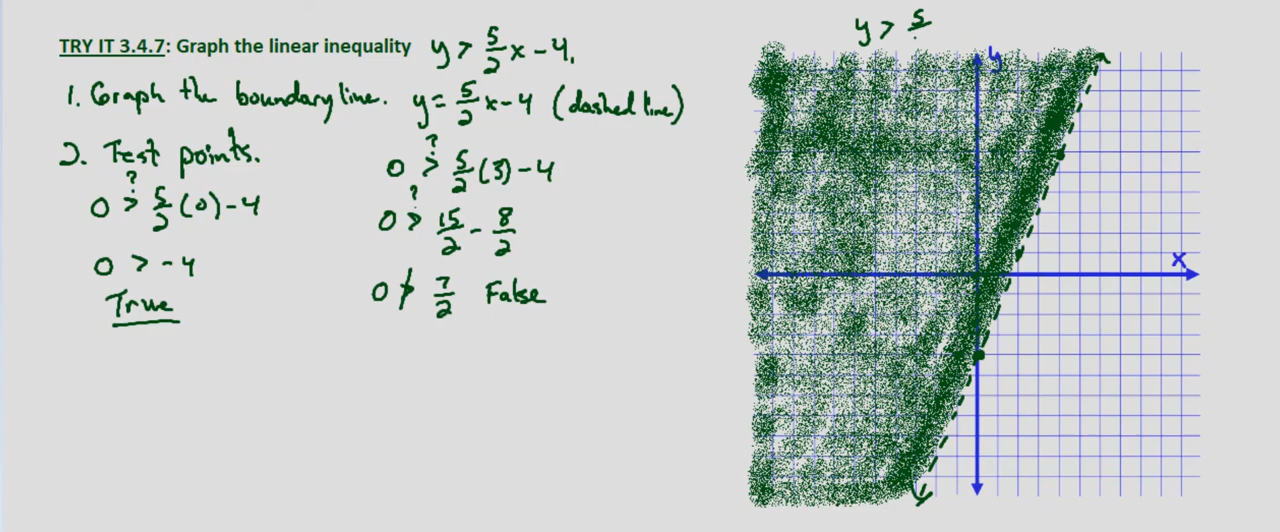 TRY IT 3.4.7: Graph the linear inequality y > 5/2 x - 4.
1. Graph the boundary line. y = 5/2 x - 4 (dashed line)
2. Test points.
0 >? 5/2 (0) - 4
0 > -4
True
0 >? 5/2 (3) - 4
0 >? 15/2 - 8/2
0 ≯ 7/2 False
y > 5/
y
x